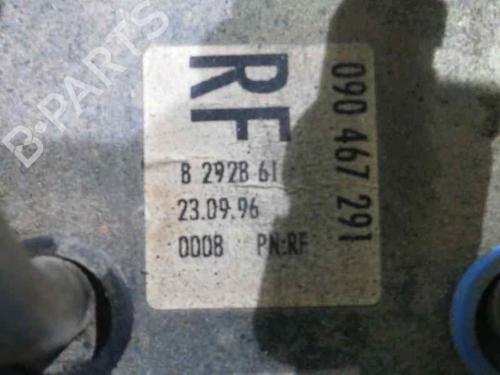 RF
090 467 291
B 2928 61
23.09.96
0008 PN:RF
B-PARTS